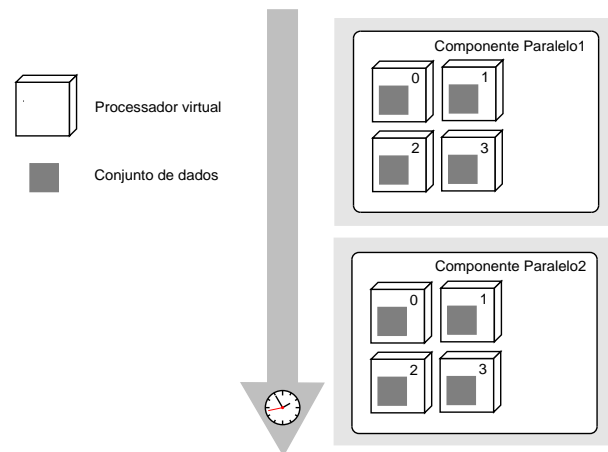 Processador virtual
Conjunto de dados
Componente Paralelo1
0
1
2
3
Componente Paralelo2
0
1
2
3